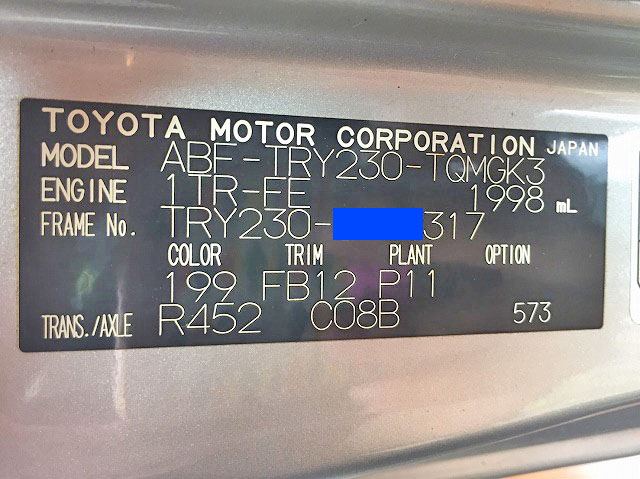 TOYOTA MOTOR CORPORATION JAPAN
MODEL ABF-TRY230-TQMGK3
ENGINE 1TR-FE 1998 mL
FRAME No. TRY230- 317
COLOR TRIM PLANT OPTION
199 FB12 P11
TRANS./AXLE R452 C08B 573